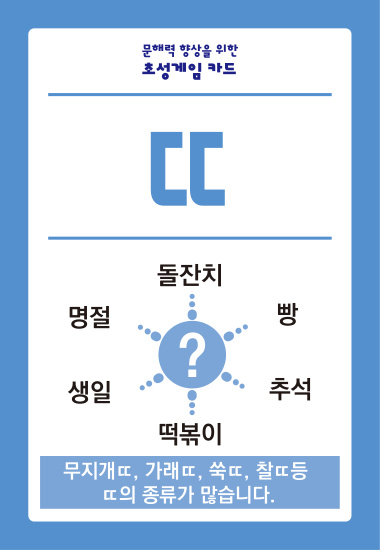 문해력 향상을 위한
초성게임 카드
ㄸ
돌잔치
명절
빵
?
생일
추석
떡볶이
무지개ㄸ, 가래ㄸ, 쑥ㄸ, 찰ㄸ등
ㄸ의 종류가 많습니다.